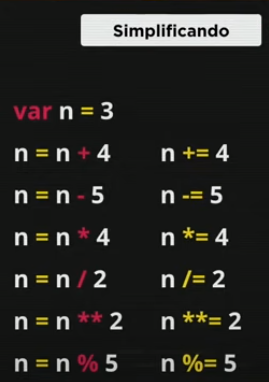 Simplificando
var n = 3
n = n + 4 n += 4
n = n - 5 n -= 5
n = n * 4 n *= 4
n = n / 2 n /= 2
n = n ** 2 n **= 2
n = n % 5 n %= 5